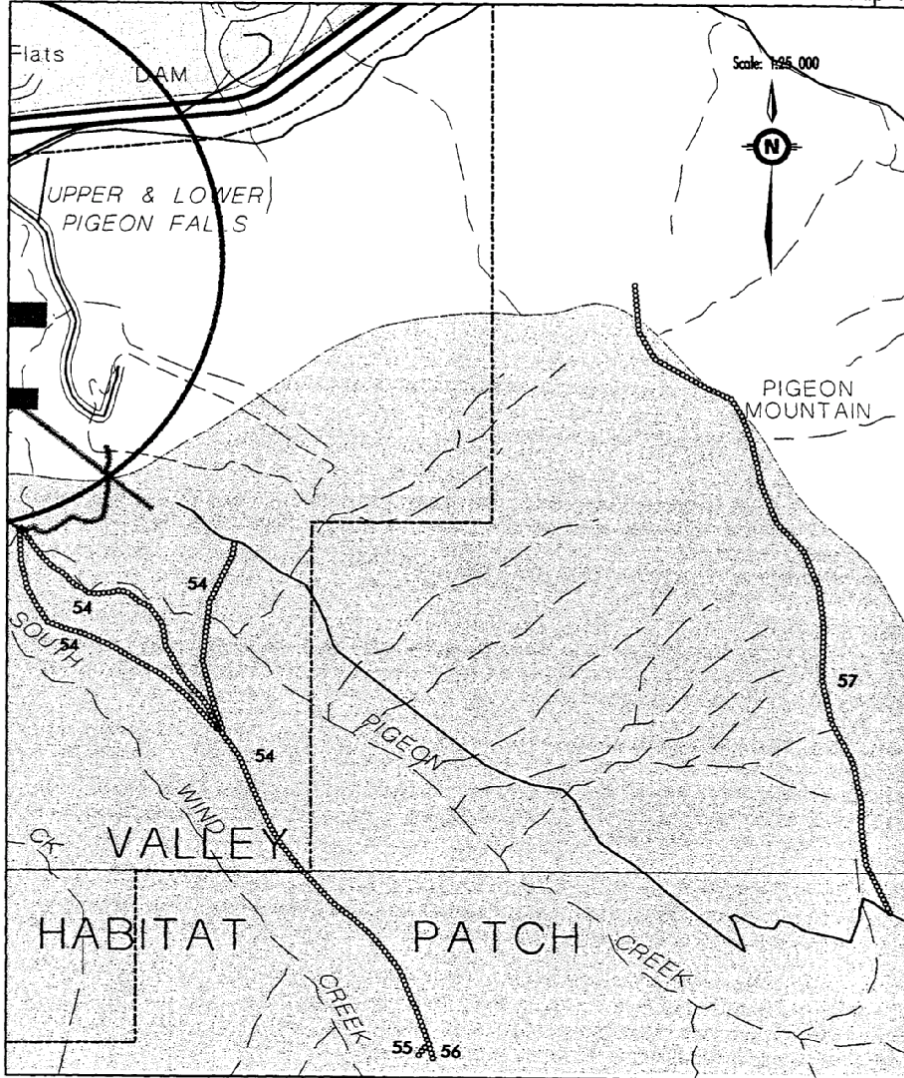 Flats
DAM
Scale: 1:25,000
N
UPPER & LOWER
PIGEON FALLS
PIGEON
MOUNTAIN
54
54
54
SOUTH
57
PIGEON
54
WIND
CK
VALLEY
HABITAT PATCH
CREEK
CREEK
55 56